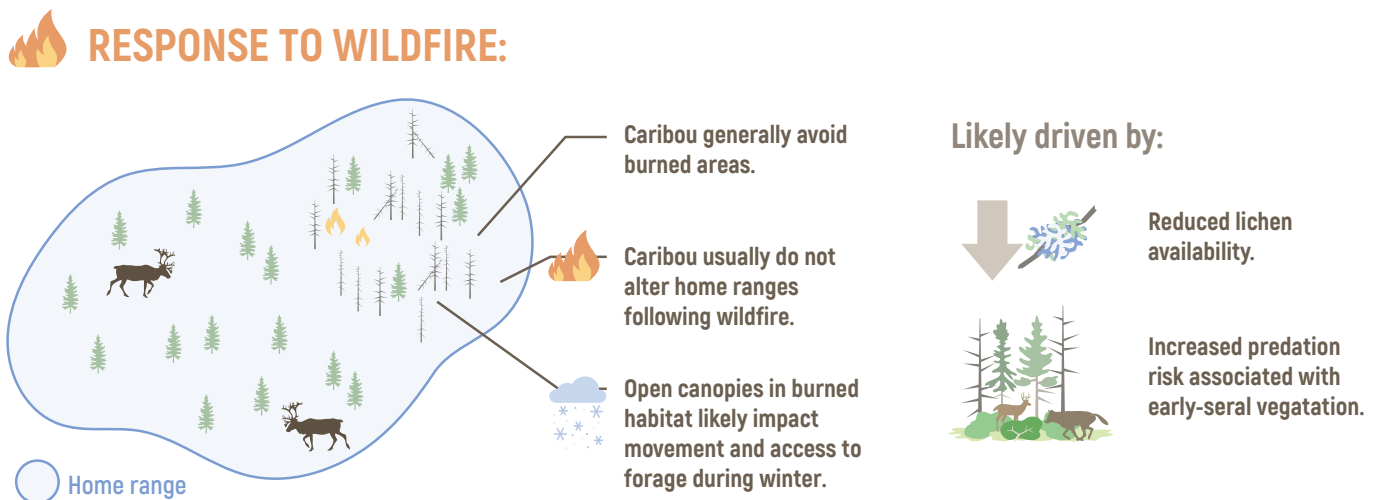 RESPONSE TO WILDFIRE:
Caribou generally avoid
burned areas.
Caribou usually do not
alter home ranges
following wildfire.
Open canopies in burned
habitat likely impact
movement and access to
forage during winter.
Home range
Likely driven by:
Reduced lichen
availability.
Increased predation
risk associated with
early-seral vegatation.